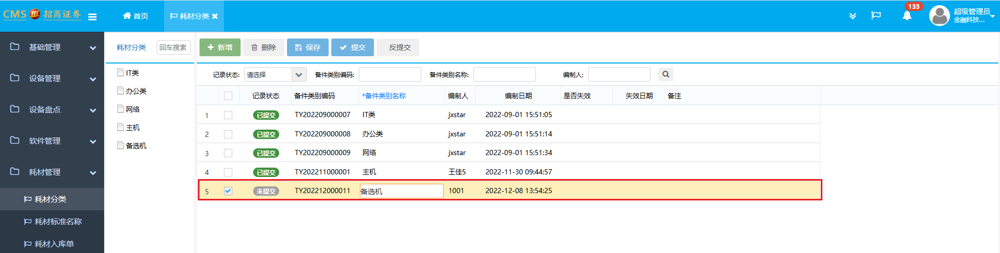 CMS 招商证券
首页
耗材分类
133
超级管理员
金融科技...
基础管理
设备管理
设备盘点
软件管理
耗材管理
耗材分类
耗材标准名称
耗材入库单
耗材分类 回车搜索
IT类
办公类
网络
主机
备选机
新增 删除 保存 提交 反提交
记录状态: 请选择 备件类别编码: 备件类别名称: 编制人:
记录状态 备件类别编码 *备件类别名称 编制人 编制日期 是否失效 失效日期 备注
1 已提交 TY202209000007 IT类 jxstar 2022-09-01 15:51:05
2 已提交 TY202209000008 办公类 jxstar 2022-09-01 15:51:14
3 已提交 TY202209000009 网络 jxstar 2022-09-01 15:51:34
4 已提交 TY202211000001 主机 王佳5 2022-11-30 09:44:57
5 未提交 TY202212000011 备选机 1001 2022-12-08 13:54:25